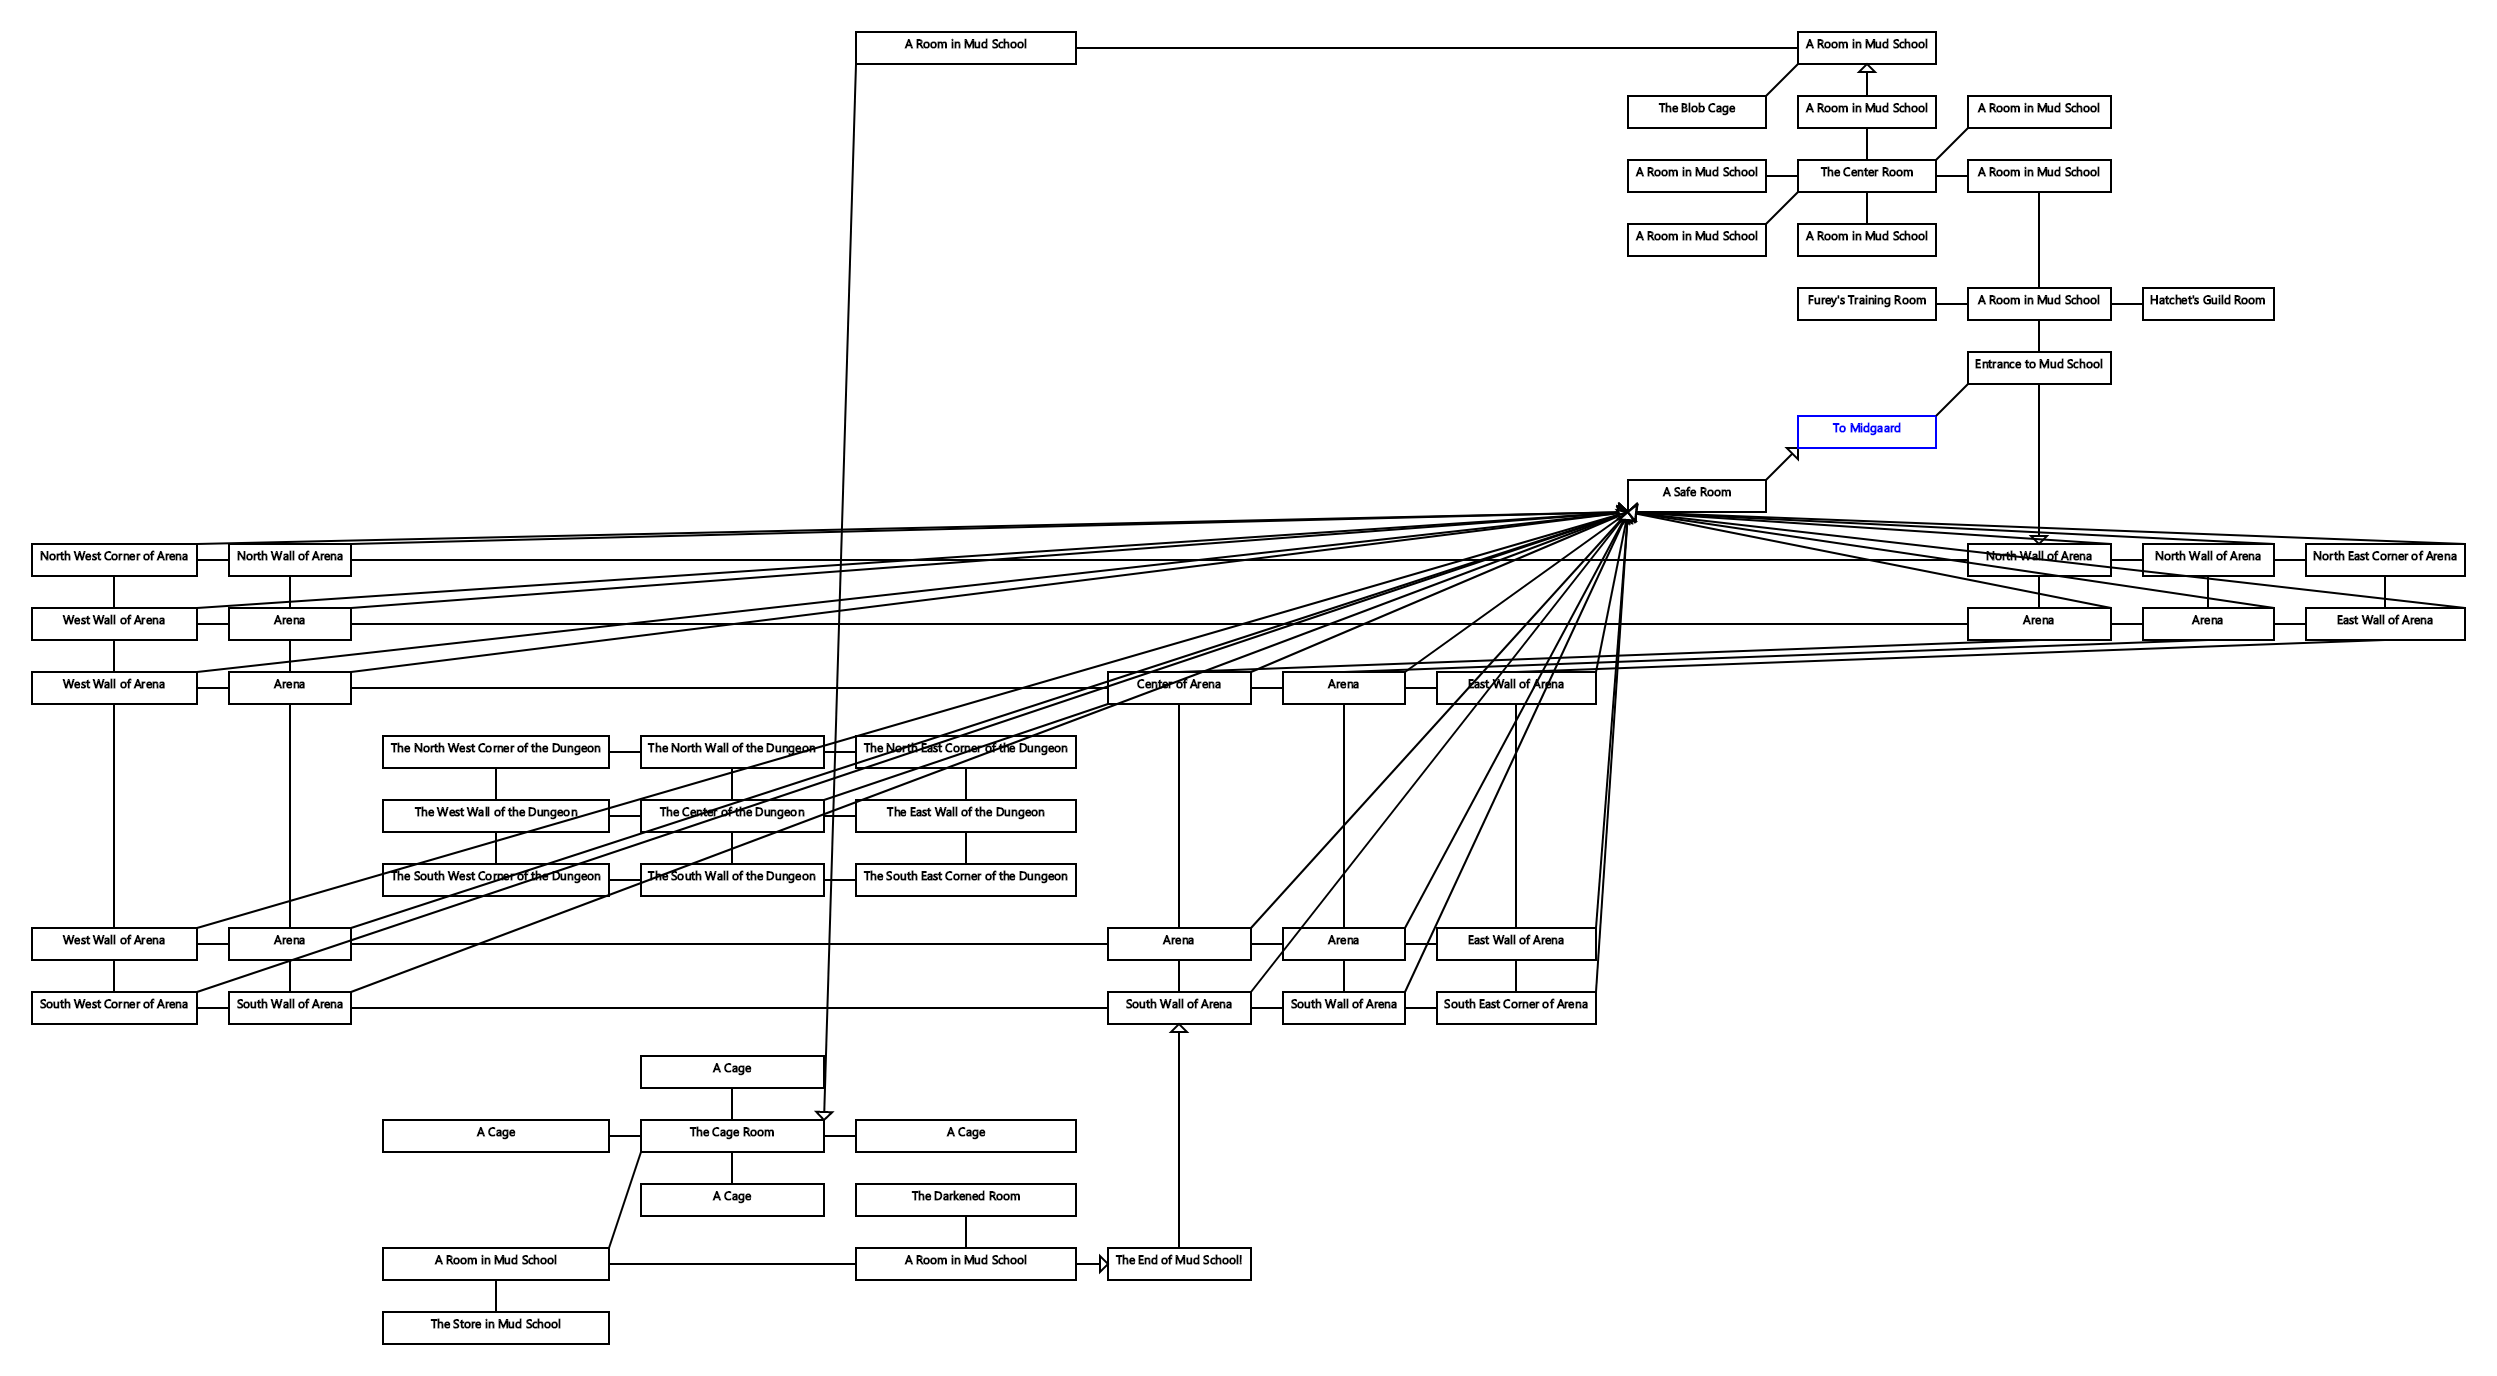 A Room in Mud School
A Room in Mud School
The Blob Cage
A Room in Mud School
A Room in Mud School
A Room in Mud School
The Center Room
A Room in Mud School
A Room in Mud School
A Room in Mud School
Furey's Training Room
A Room in Mud School
Hatchet's Guild Room
Entrance to Mud School
To Midgaard
A Safe Room
North West Corner of Arena
North Wall of Arena
North Wall of Arena
North Wall of Arena
North East Corner of Arena
West Wall of Arena
Arena
Arena
Arena
East Wall of Arena
West Wall of Arena
Arena
Center of Arena
Arena
East Wall of Arena
The North West Corner of the Dungeon
The North Wall of the Dungeon
The North East Corner of the Dungeon
The West Wall of the Dungeon
The Center of the Dungeon
The East Wall of the Dungeon
The South West Corner of the Dungeon
The South Wall of the Dungeon
The South East Corner of the Dungeon
West Wall of Arena
Arena
Arena
Arena
East Wall of Arena
South West Corner of Arena
South Wall of Arena
South Wall of Arena
South Wall of Arena
South East Corner of Arena
A Cage
A Cage
The Cage Room
A Cage
A Cage
The Darkened Room
A Room in Mud School
A Room in Mud School
The End of Mud School!
The Store in Mud School